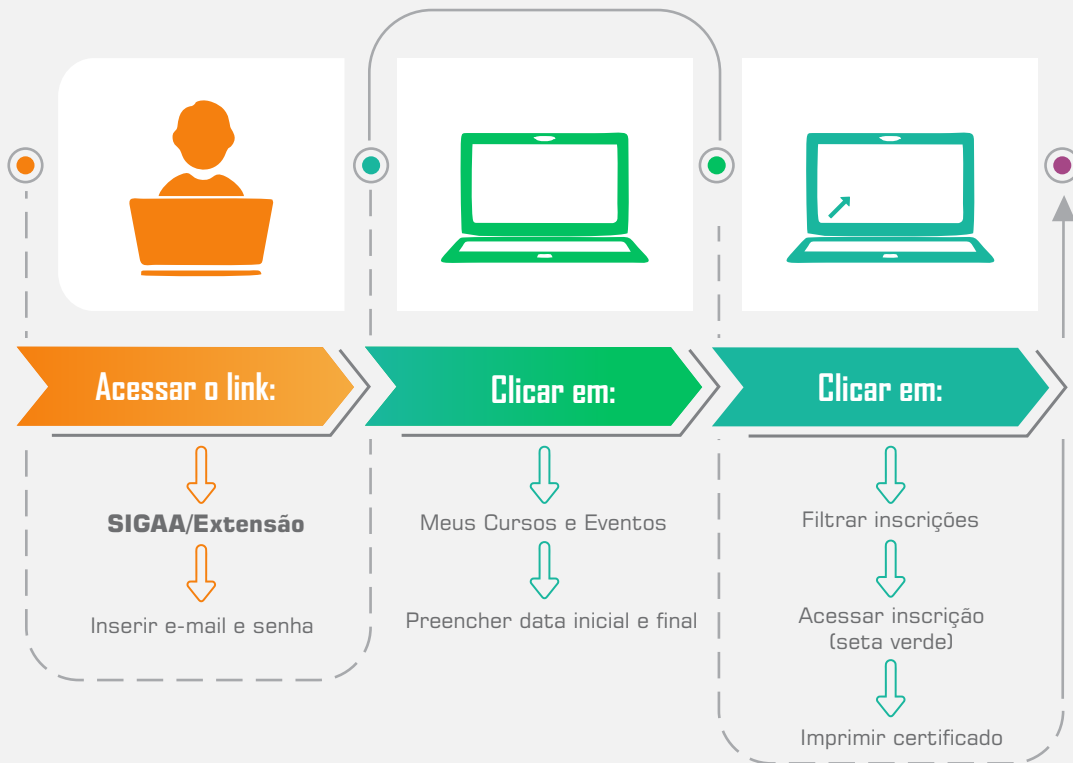 Acessar o link:
SIGAA/Extensão
Inserir e-mail e senha
Clicar em:
Meus Cursos e Eventos
Preencher data inicial e final
Clicar em:
Filtrar inscrições
Acessar inscrição
(seta verde)
Imprimir certificado